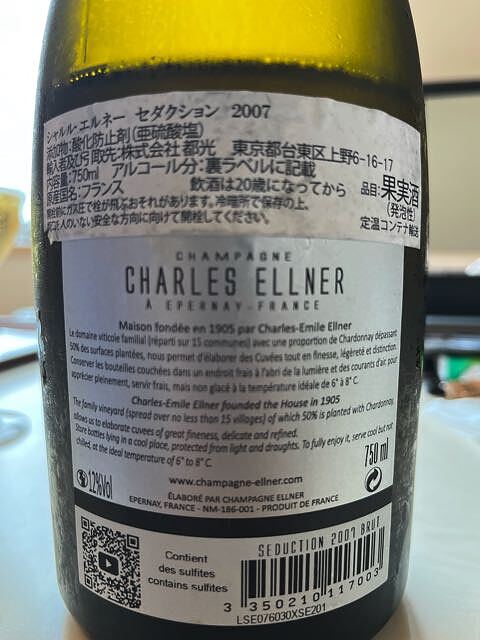 シャルル・エルネー セダクション 2007
添加物:酸化防止剤(亜硫酸塩)
輸入者及び引取先:株式会社 都光 東京都台東区上野6-16-17
内容量:750ml アルコール分:裏ラベルに記載
原産国名:フランス 飲酒は20歳になってから 品目:果実酒
(発泡性)
開栓前にガス圧で栓が飛ぶおそれがあります。冷暗所で保存の上、
人のいない安全な方向に向けて開栓してください。 定温コンテナ輸送
CHAMPAGNE
CHARLES ELLNER
À EPERNAY-FRANCE
Maison fondée en 1905 par Charles-Emile Ellner
Le domaine viticole familial (réparti sur 15 communes) avec une proportion de Chardonnay dépassant
50% des surfaces plantées, nous permet d'élaborer des Cuvées tout en finesse, légèreté et distinction.
Conserver les bouteilles couchées dans un endroit frais à l'abri de la lumière et des courants d'air pour
apprécier pleinement, servir frais, mais non glacé à la température idéale de 6° à 8° C.
Charles-Emile Ellner founded the House in 1905
The family vineyard (spread over no less than 15 villages) of which 50% is planted with Chardonnay,
allows us to elaborate cuvées of great fineness, delicate and refined.
Store bottles lying in a cool place, protected from light and draughts. To fully enjoy it, serve cool but not
chilled, at the ideal temperature of 6° to 8° C.
750 ml
12%Vol
www.champagne-ellner.com
ÉLABORÉ PAR CHAMPAGNE ELLNER
EPERNAY, FRANCE - NM-186-001 - PRODUIT DE FRANCE
Contient
des sulfites
contains sulfites
SEDUCTION 2007 BRUT
3 350210 117003
LSE076030XSE201